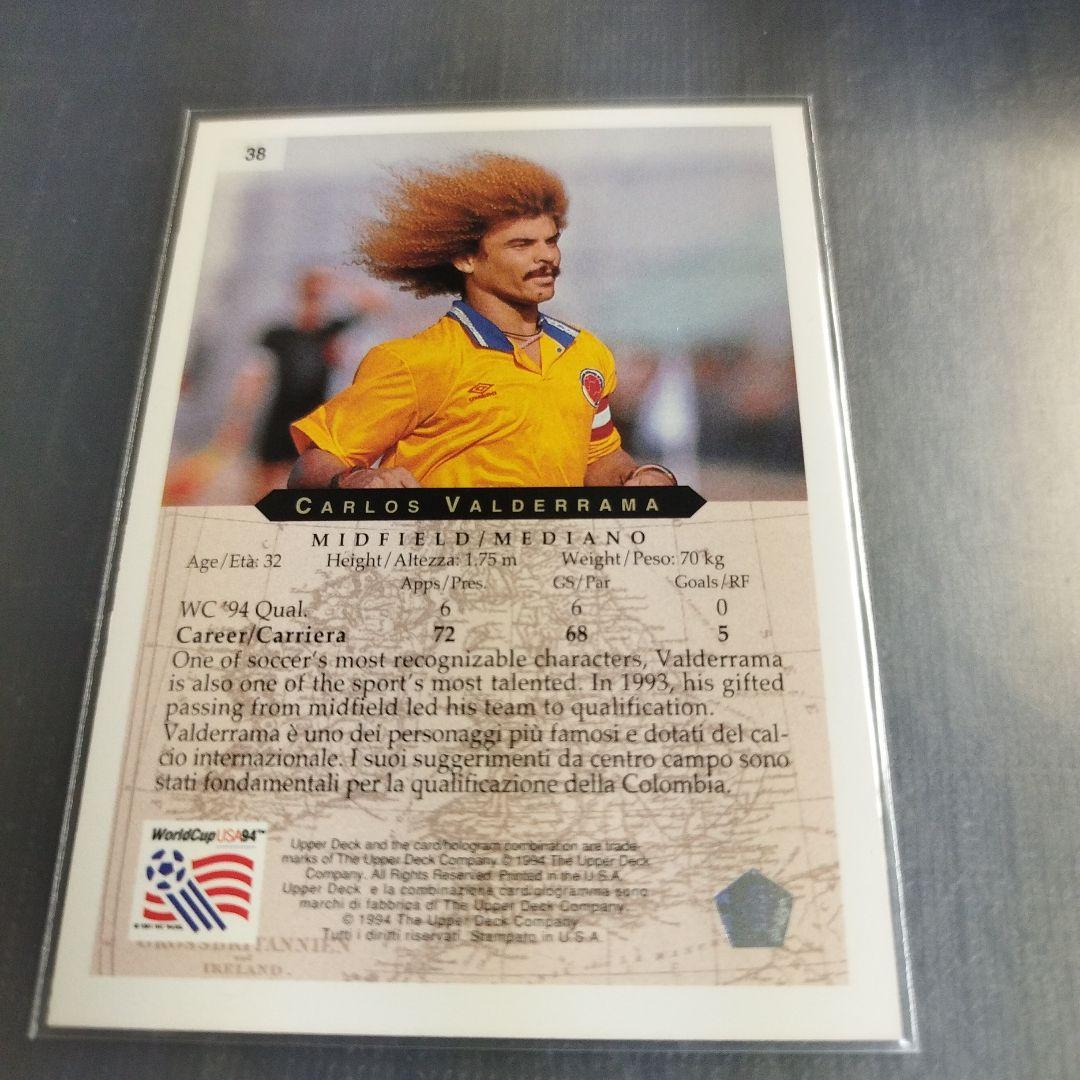 38
UMBRO
CARLOS VALDERRAMA
MIDFIELD/MEDIANO
Age/Età: 32 Height/Altezza: 1.75 m Weight/Peso: 70 kg
Apps/Pres. GS/Par Goals/RF
WC '94 Qual. 6 6 0
Career/Carriera 72 68 5
One of soccer's most recognizable characters, Valderrama
is also one of the sport's most talented. In 1993, his gifted
passing from midfield led his team to qualification.
Valderrama è uno dei personaggi più famosi e dotati del cal-
cio internazionale. I suoi suggerimenti da centro campo sono
stati fondamentali per la qualificazione della Colombia.
WorldCupUSA94™
Upper Deck and the card/hologram combination are trade-
marks of The Upper Deck Company. © 1994 The Upper Deck
Company. All Rights Reserved. Printed in the U.S.A.
Upper Deck e la combinazione card/ologramma sono
marchi di fabbrica of The Upper Deck Company.
© 1994 The Upper Deck Company
Tutti i diritti riservati. Stampato in U.S.A.
GROSSBRITANNIEN
und
IRELAND.